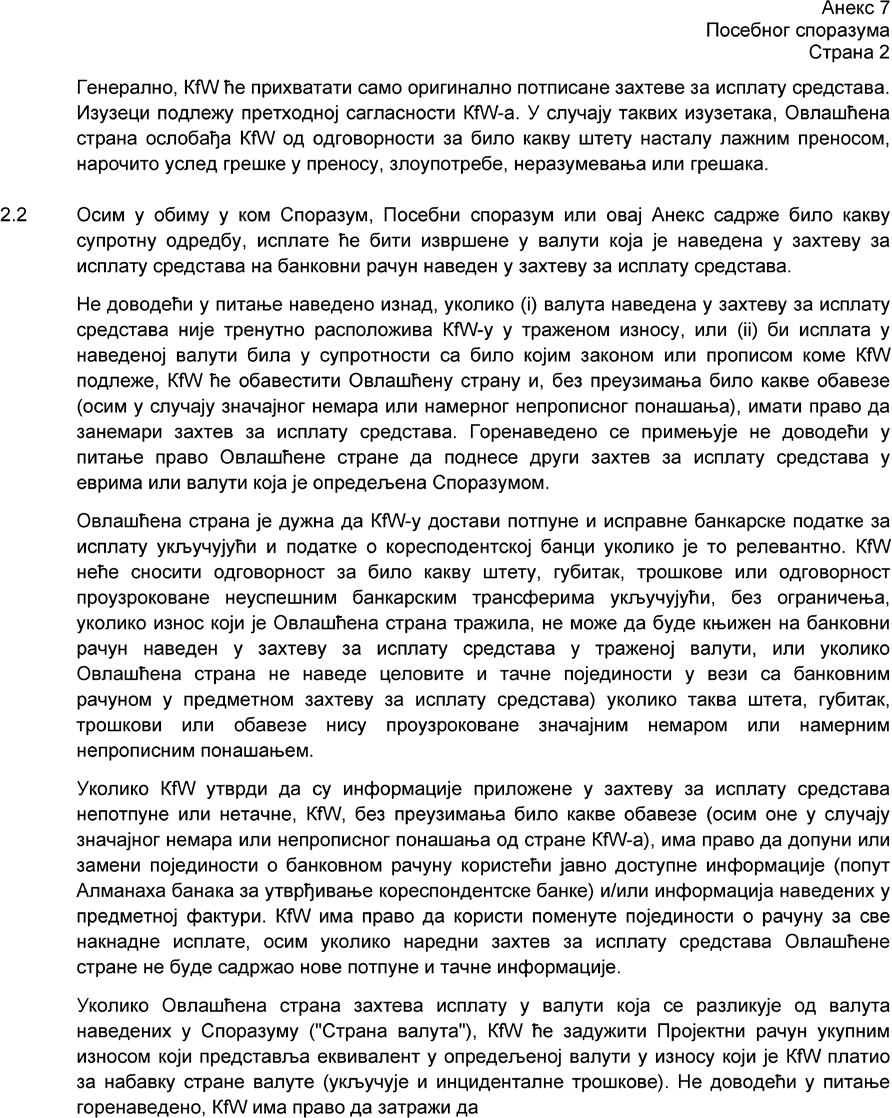 Анекс 7
Посебног споразума
Страна 2
Генерално, KfW ће прихватати само оригинално потписане захтеве за исплату средстава.
Изузеци подлежу претходној сагласности KfW-а. У случају таквих изузетака, Овлашћена
страна ослобађа KfW од одговорности за било какву штету насталу лажним преносом,
нарочито услед грешке у преносу, злоупотребе, неразумевања или грешака.
2.2 Осим у обиму у ком Споразум, Посебни споразум или овај Анекс садрже било какву
супротну одредбу, исплате ће бити извршене у валути која је наведена у захтеву за
исплату средстава на банковни рачун наведен у захтеву за исплату средстава.
Не доводећи у питање наведено изнад, уколико (i) валута наведена у захтеву за исплату
средстава није тренутно расположива KfW-у у траженом износу, или (ii) би исплата у
наведеној валути била у супротности са било којим законом или прописом коме KfW
подлеже, KfW ће обавестити Овлашћену страну и, без преузимања било какве обавезе
(осим у случају значајног немара или намерног непрописног понашања), имати право да
занемари захтев за исплату средстава. Горенаведено се примењује не доводећи у
питање право Овлашћене стране да поднесе други захтев за исплату средстава у
еврима или валути која је опредељена Споразумом.
Овлашћена страна је дужна да KfW-у достави потпуне и исправне банкарске податке за
исплату укључујући и податке о коресподентској банци уколико је то релевантно. KfW
неће сносити одговорност за било какву штету, губитак, трошкове или одговорност
проузроковане неуспешним банкарским трансферима укључујући, без ограничења,
уколико износ који је Овлашћена страна тражила, не може да буде књижен на банковни
рачун наведен у захтеву за исплату средстава у траженој валути, или уколико
Овлашћена страна не наведе целовите и тачне појединости у вези са банковним
рачуном у предметном захтеву за исплату средстава) уколико таква штета, губитак,
трошкови или обавезе нису проузроковане значајним немаром или намерним
непрописним понашањем.
Уколико KfW утврди да су информације приложене у захтеву за исплату средстава
непотпуне или нетачне, KfW, без преузимања било какве обавезе (осим оне у случају
значајног немара или непрописног понашања од стране KfW-а), има право да допуни или
замени појединости о банковном рачуну користећи јавно доступне информације (попут
Алманаха банака за утврђивање кореспондентске банке) и/или информација наведених у
предметној фактури. KfW има право да користи поменуте појединости о рачуну за све
накнадне исплате, осим уколико наредни захтев за исплату средстава Овлашћене
стране не буде садржао нове потпуне и тачне информације.
Уколико Овлашћена страна захтева исплату у валути која се разликује од валута
наведених у Споразуму ("Страна валута"), KfW ће задужити Пројектни рачун укупним
износом који представља еквивалент у опредељеној валути у износу који је KfW платио
за набавку стране валуте (укључује и инциденталне трошкове). Не доводећи у питање
горенаведено, KfW има право да затражи да